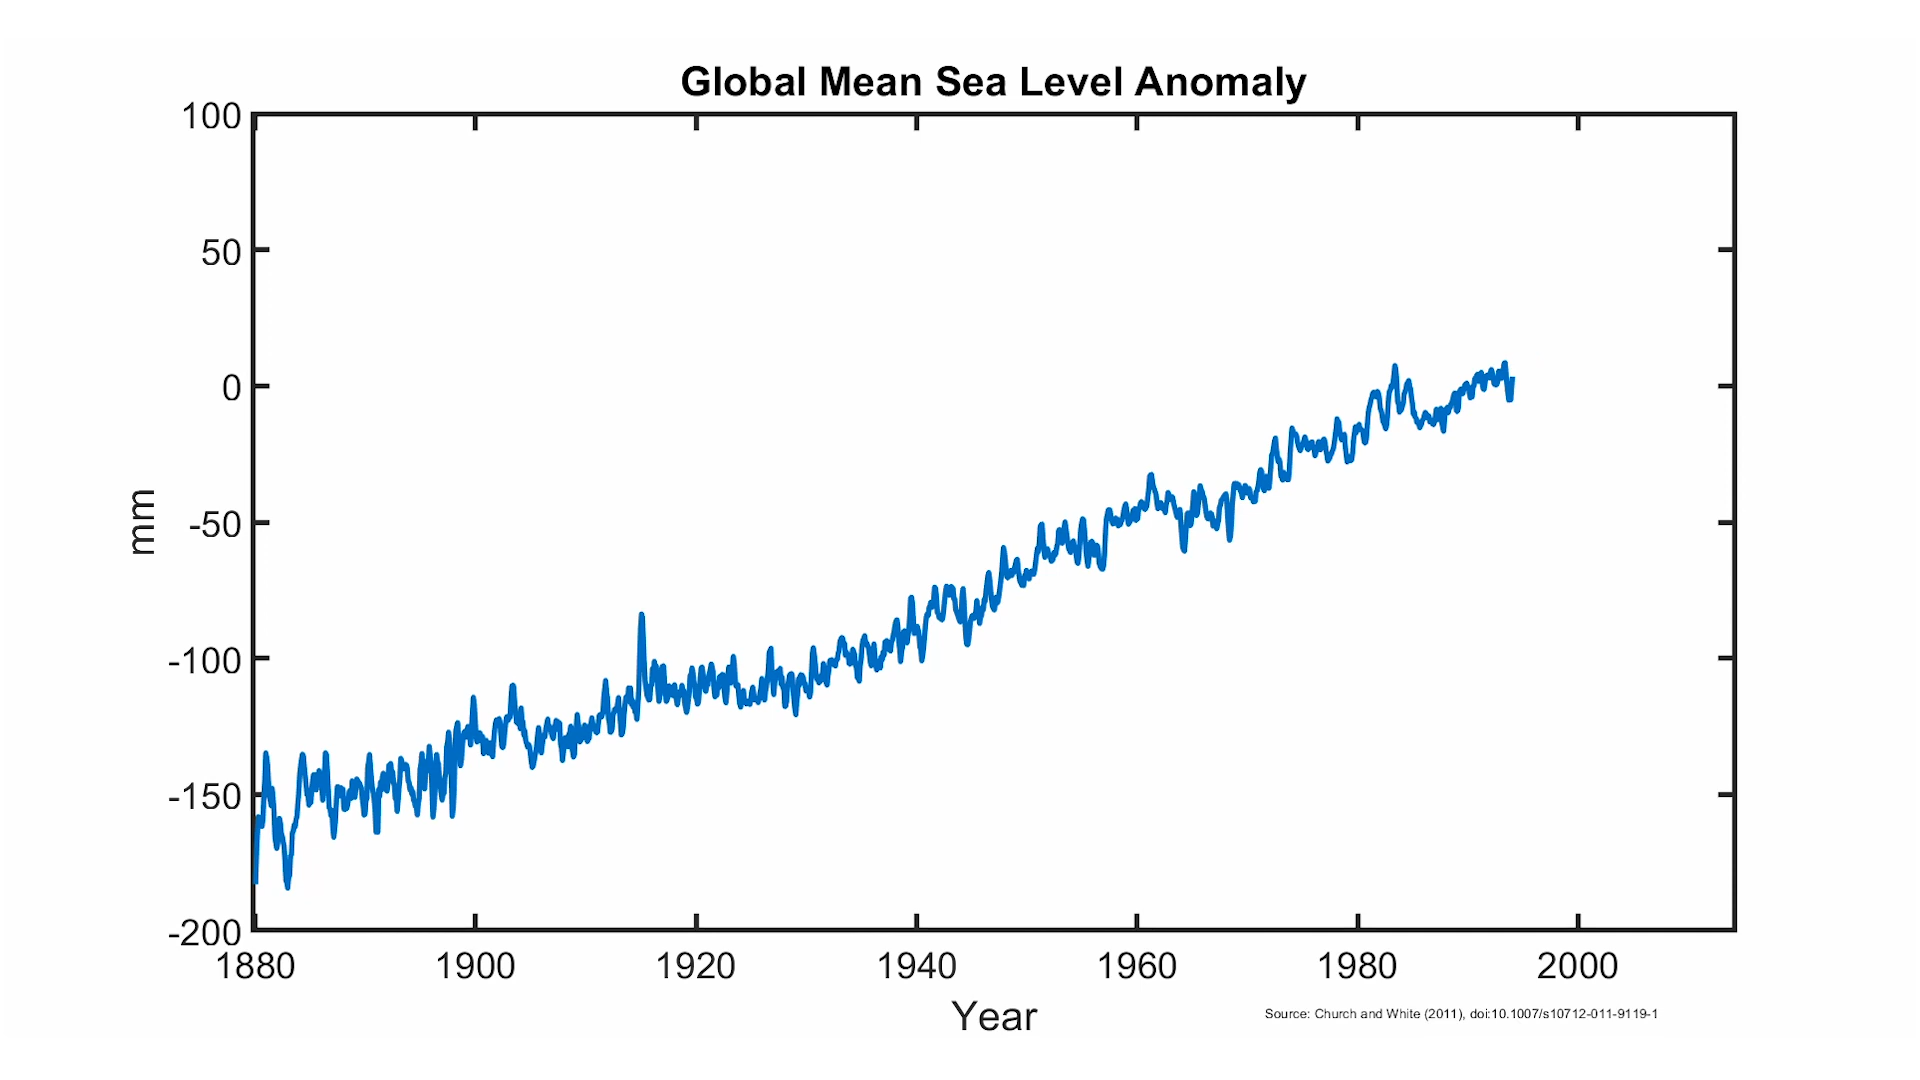 Global Mean Sea Level Anomaly
100
50
0
-50
-100
-150
-200
mm
1880 1900 1920 1940 1960 1980 2000
Year
Source: Church and White (2011), doi:10.1007/s10712-011-9119-1